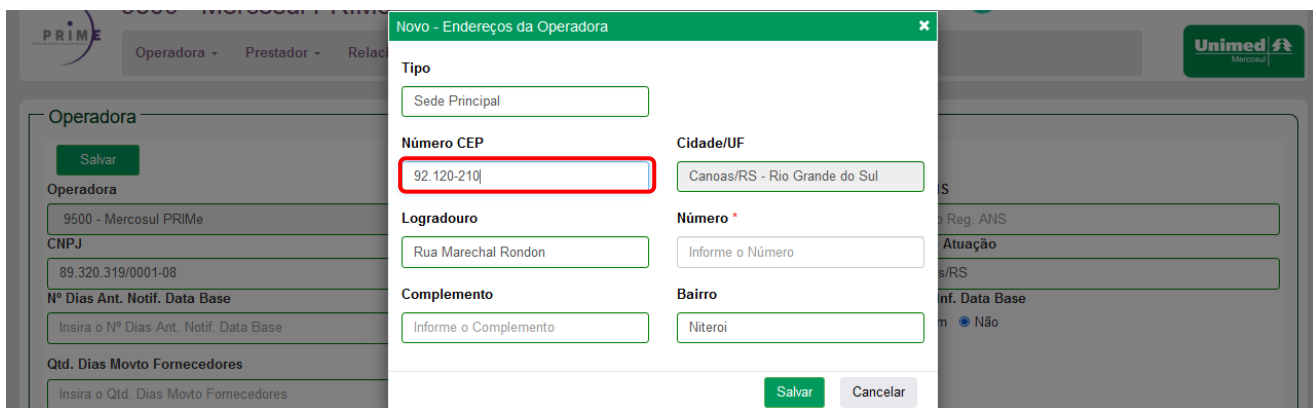 Novo - Endereços da Operadora ×
PRIME
Operadora Prestador Relaci
Unimed
Mercosul
Tipo
Sede Principal
Operadora
Número CEP Cidade/UF
Salvar
92.120-210 Canoas/RS - Rio Grande do Sul
Operadora
9500 - Mercosul PRIMe
Logradouro Número *
Reg. ANS
CNPJ
Atuação
Rua Marechal Rondon Informe o Número
89.320.319/0001-08
s/RS
Nº Dias Ant. Notif. Data Base
Complemento Bairro
Inf. Data Base
Insira o Nº Dias Ant. Notif. Data Base
Informe o Complemento Niteroi
m Não
Qtd. Dias Movto Fornecedores
Insira o Qtd. Dias Movto Fornecedores
Salvar Cancelar